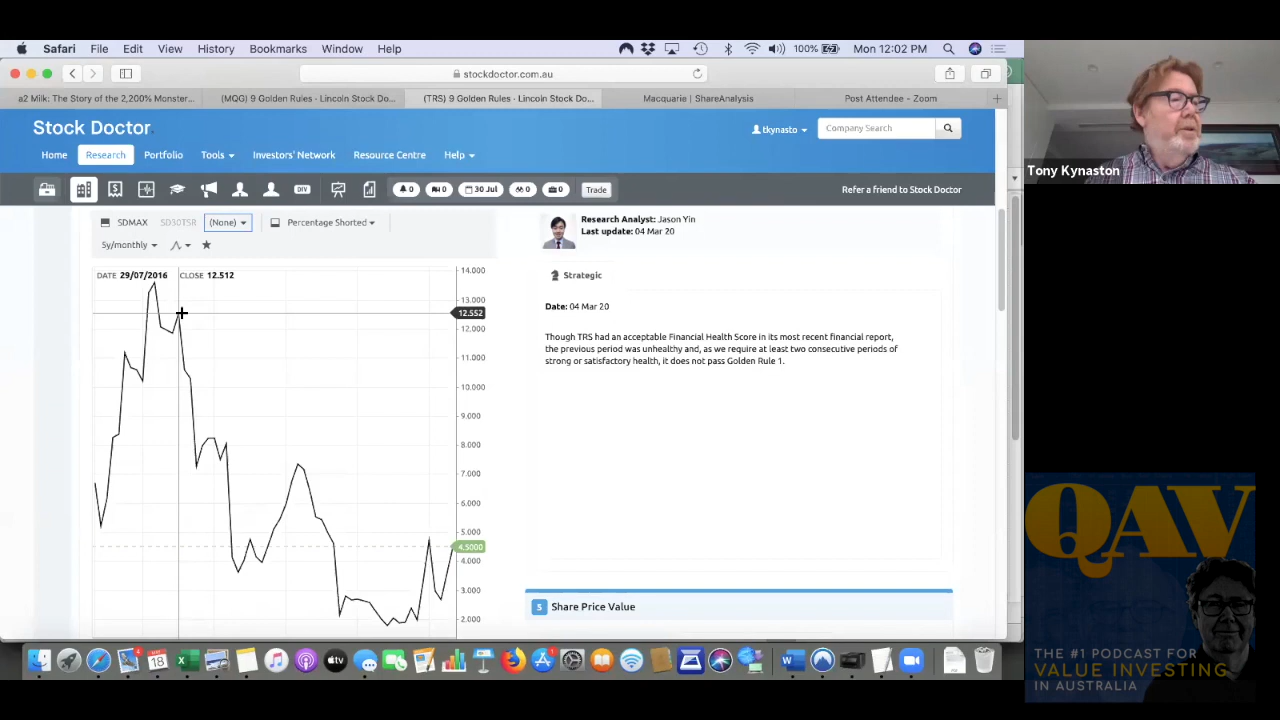 Safari File Edit View History Bookmarks Window Help 100% Mon 12:02 PM
stockdoctor.com.au
a2 Milk: The Story of the 2,200% Monster... (MQG) 9 Golden Rules - Lincoln Stock Do... (TRS) 9 Golden Rules - Lincoln Stock Do... Macquarie | ShareAnalysis Post Attendee - Zoom
Stock Doctor
tkynasto Company Search
Home Research Portfolio Tools Investors' Network Resource Centre Help
DIV 0 0 30 Jul 0 0 Trade Refer a friend to Stock Doctor
SDMAX SD30TSR (None) Percentage Shorted
5y/monthly
DATE 29/07/2016 CLOSE 12.512
14.000
13.000
12.552
12.000
11.000
10.000
9.000
8.000
7.000
6.000
5.000
4.5000
4.000
3.000
2.000
Research Analyst: Jason Yin
Last update: 04 Mar 20
Strategic
Date: 04 Mar 20
Though TRS had an acceptable Financial Health Score in its most recent financial report,
the previous period was unhealthy and, as we require at least two consecutive periods of
strong or satisfactory health, it does not pass Golden Rule 1.
5 Share Price Value
Tony Kynaston
QAV
THE #1 PODCAST FOR
VALUE INVESTING
IN AUSTRALIA
18
tv